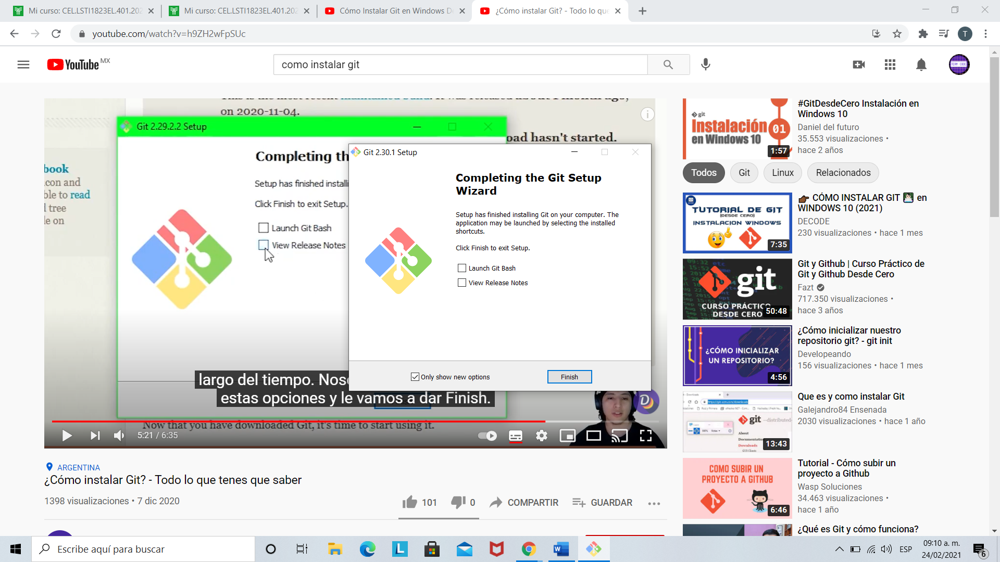 Mi curso: CEL.LSTI1823EL.401.202
Mi curso: CEL.LSTI1823EL.401.202
Cómo Instalar Git en Windows De
¿Cómo instalar Git? - Todo lo que
youtube.com/watch?v=h9ZH2wFpSUc
T
YouTube MX
como instalar git
on 2020-11-04.
Git 2.29.2.2 Setup
oad hasn't started.
Completing th
Setup has finished installi
Click Finish to exit Setup.
Launch Git Bash
View Release Notes
book
con and
ble to read
d tree
le on
Git 2.30.1 Setup
Completing the Git Setup
Wizard
Setup has finished installing Git on your computer. The
application may be launched by selecting the installed
shortcuts.
Click Finish to exit Setup.
Launch Git Bash
View Release Notes
Only show new options
Finish
largo del tiempo. Noso
estas opciones y le vamos a dar Finish.
Now that you have downloaded Git, it's time to start using it.
5:21 / 6:35
ARGENTINA
¿Cómo instalar Git? - Todo lo que tenes que saber
1398 visualizaciones • 7 dic 2020
101
0
COMPARTIR
GUARDAR
git
Instalación
en Windows 10
01
1:57
#GitDesdeCero Instalación en
Windows 10
Daniel del futuro
35.553 visualizaciones •
hace 2 años
Todos
Git
Linux
Relacionados
TUTORIAL DE GIT
(DESDE CERO)
INSTALACION WINDOWS
7:35
👉🏿 CÓMO INSTALAR GIT 👨🏻‍💻 en
WINDOWS 10 (2021)
DECODE
230 visualizaciones • hace 1 mes
git
CURSO PRÁCTICO
DESDE CERO
50:48
Git y Github | Curso Práctico de
Git y Github Desde Cero
Fazt
717.350 visualizaciones •
hace 3 años
¿CÓMO INICIALIZAR
UN REPOSITORIO?
4:56
¿Cómo inicializar nuestro
repositorio git? - git init
Developeando
156 visualizaciones • hace 1 mes
git --distributed-
About
Documentation
Downloads
GUI Clients
13:43
Que es y como instalar Git
Galejandro84 Ensenada
2030 visualizaciones • hace 1 año
COMO SUBIR UN
PROYECTO A GITHUB
6:46
Tutorial - Cómo subir un
proyecto a Github
Wasp Soluciones
34.463 visualizaciones •
hace 1 año
¿Qué es Git y cómo funciona?
Escribe aquí para buscar
ESP
09:10 a. m.
24/02/2021
6